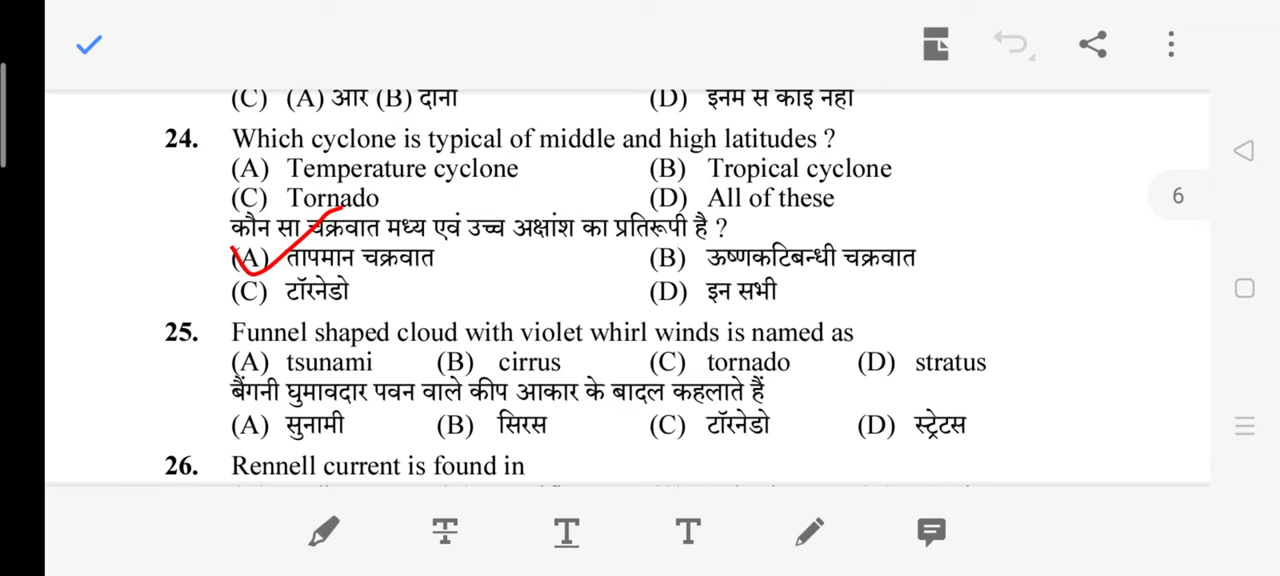 (C) (A) और (B) दोनों (D) इनमें से कोई नहीं
24. Which cyclone is typical of middle and high latitudes ?
(A) Temperature cyclone (B) Tropical cyclone
(C) Tornado (D) All of these
कौन सा चक्रवात मध्य एवं उच्च अक्षांश का प्रतिरूपी है ?
(A) तापमान चक्रवात (B) ऊष्णकटिबन्धी चक्रवात
(C) टॉरनेडो (D) इन सभी
25. Funnel shaped cloud with violet whirl winds is named as
(A) tsunami (B) cirrus (C) tornado (D) stratus
बैंगनी घुमावदार पवन वाले कीप आकार के बादल कहलाते हैं
(A) सुनामी (B) सिरस (C) टॉरनेडो (D) स्ट्रेटस
26. Rennell current is found in
6
T T T